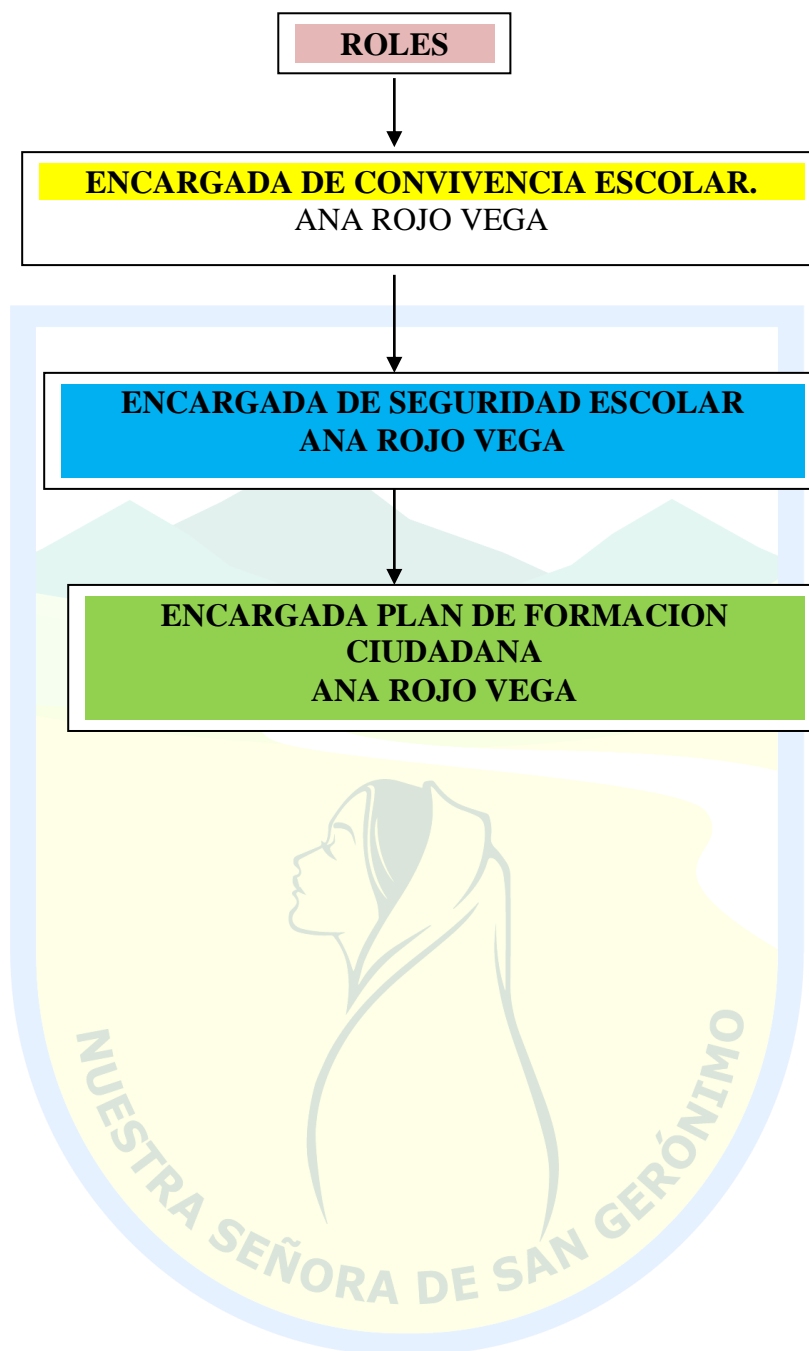 ROLES
ENCARGADA DE CONVIVENCIA ESCOLAR.
ANA ROJO VEGA
ENCARGADA DE SEGURIDAD ESCOLAR
ANA ROJO VEGA
ENCARGADA PLAN DE FORMACION
CIUDADANA
ANA ROJO VEGA
NUESTRA SEÑORA DE SAN GERÓNIMO